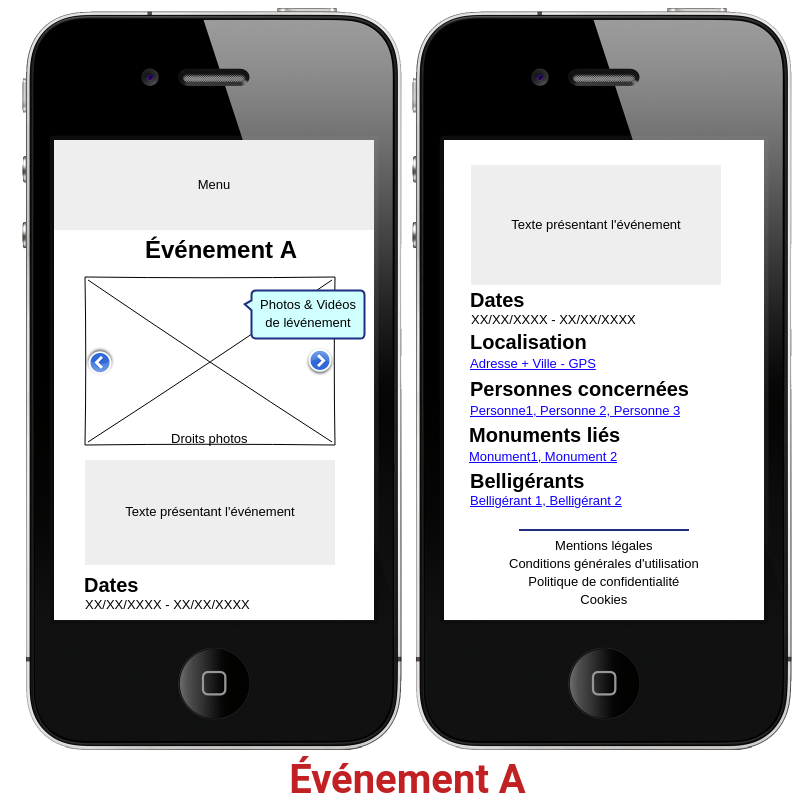 Menu
Événement A
Photos & Vidéos
de lévénement
Droits photos
Texte présentant l'événement
Dates
XX/XX/XXXX - XX/XX/XXXX
Texte présentant l'événement
Dates
XX/XX/XXXX - XX/XX/XXXX
Localisation
Adresse + Ville - GPS
Personnes concernées
Personne1, Personne 2, Personne 3
Monuments liés
Monument1, Monument 2
Belligérants
Belligérant 1, Belligérant 2
Mentions légales
Conditions générales d'utilisation
Politique de confidentialité
Cookies
Événement A